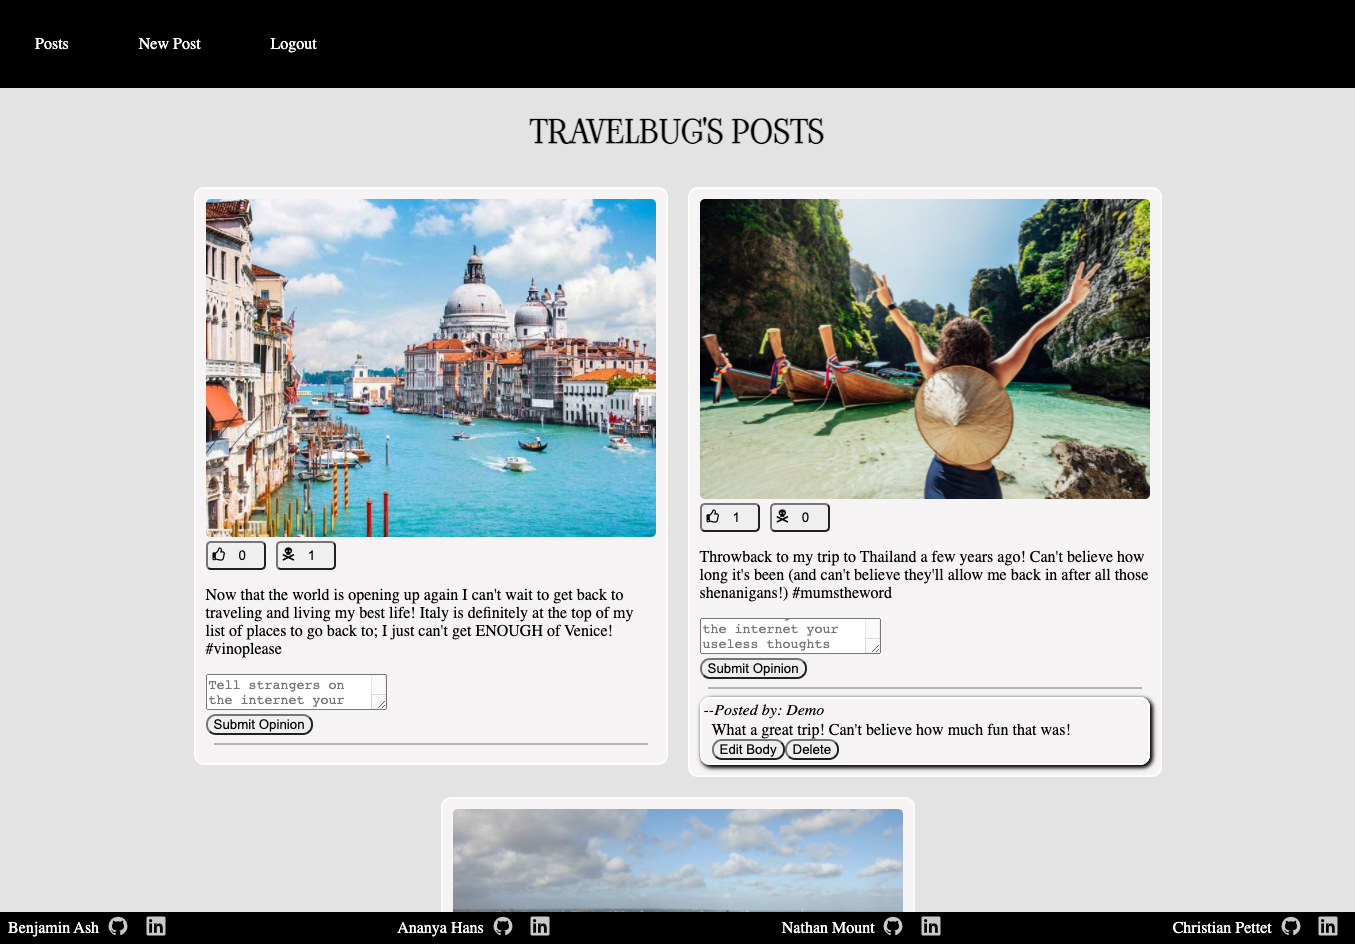 Posts New Post Logout
TRAVELBUG'S POSTS
0 1
Now that the world is opening up again I can't wait to get back to
traveling and living my best life! Italy is definitely at the top of my
list of places to go back to; I just can't get ENOUGH of Venice!
#vinoplease
Tell strangers on
the internet your
Submit Opinion
1 0
Throwback to my trip to Thailand a few years ago! Can't believe how
long it's been (and can't believe they'll allow me back in after all those
shenanigans!) #mumstheword
the internet your
useless thoughts
Submit Opinion
--Posted by: Demo
What a great trip! Can't believe how much fun that was!
Edit Body Delete
Benjamin Ash Ananya Hans Nathan Mount Christian Pettet